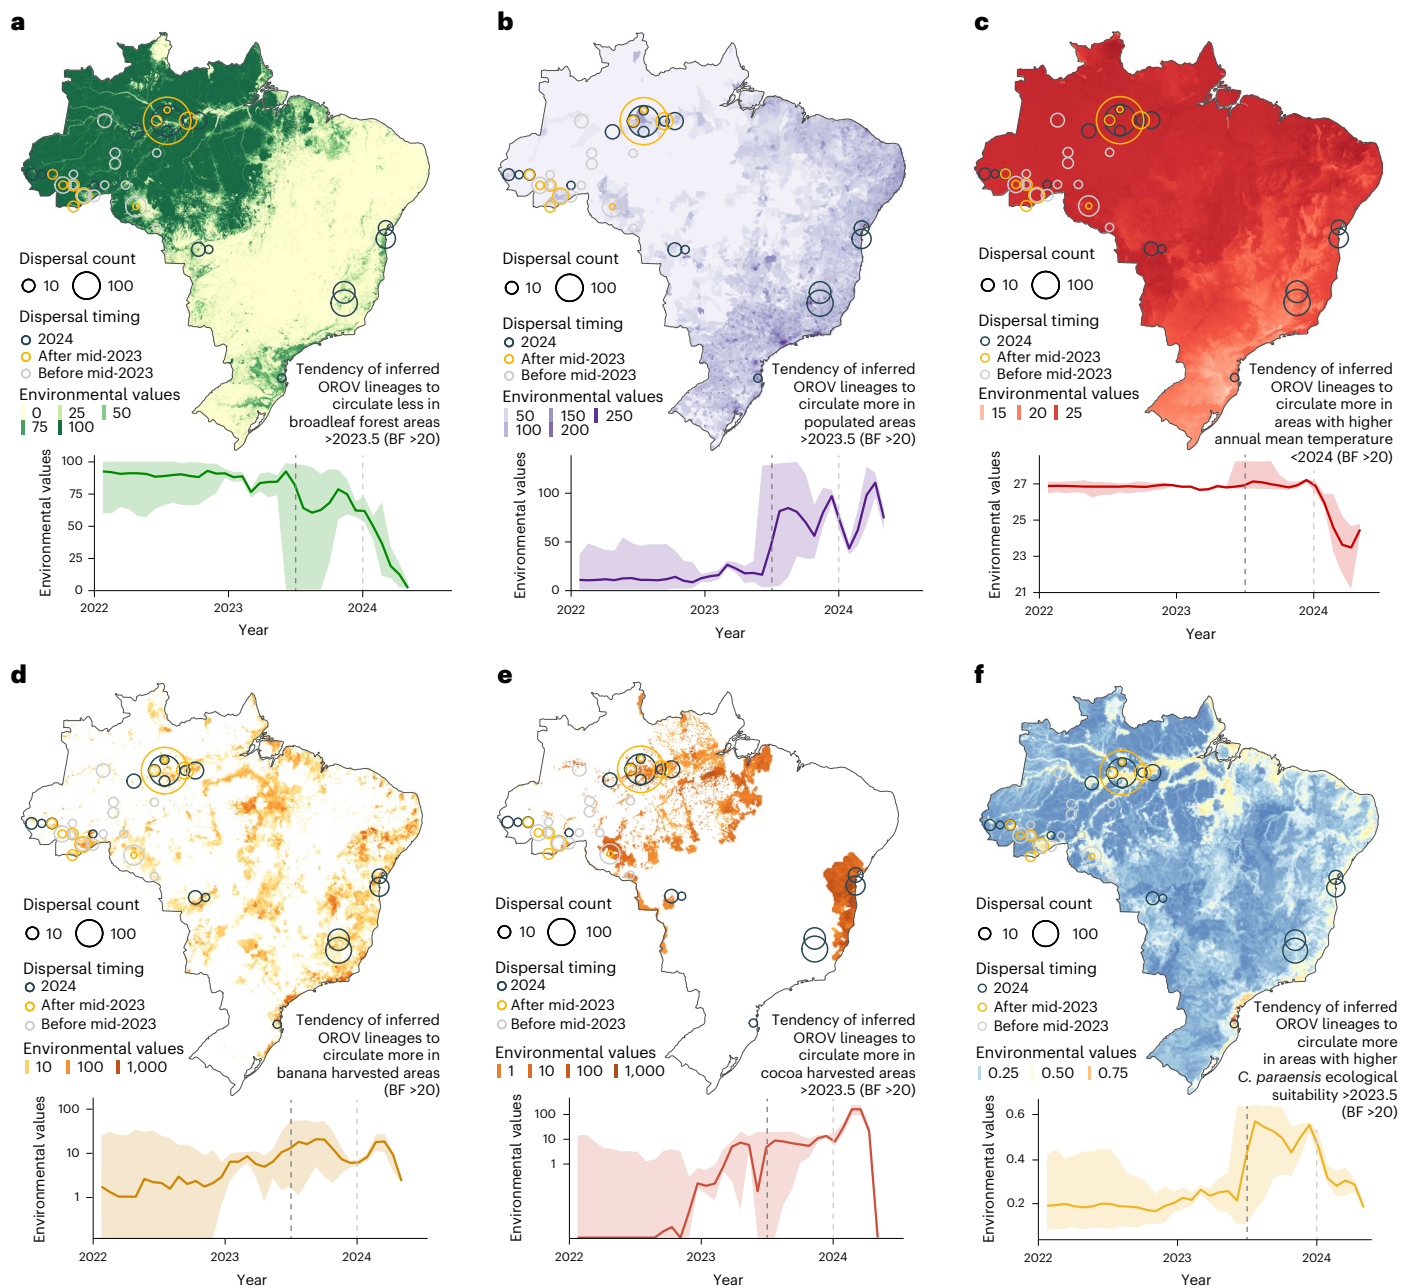 a
Dispersal count
10 100
Dispersal timing
2024
After mid-2023
Before mid-2023
Environmental values
0 25 50
75 100
Tendency of inferred
OROV lineages to
circulate less in
broadleaf forest areas
>2023.5 (BF >20)
Environmental values
100
75
50
25
0
2022 2023 2024
Year
b
Dispersal count
10 100
Dispersal timing
2024
After mid-2023
Before mid-2023
Environmental values
50 150 250
100 200
Tendency of inferred
OROV lineages to
circulate more in
populated areas
>2023.5 (BF >20)
Environmental values
100
50
0
2022 2023 2024
Year
c
Dispersal count
10 100
Dispersal timing
2024
After mid-2023
Before mid-2023
Environmental values
15 20 25
Tendency of inferred
OROV lineages to
circulate more in
areas with higher
annual mean temperature
<2024 (BF >20)
Environmental values
27
25
23
21
2022 2023 2024
Year
d
Dispersal count
10 100
Dispersal timing
2024
After mid-2023
Before mid-2023
Environmental values
10 100 1,000
Tendency of inferred
OROV lineages to
circulate more in
banana harvested areas
(BF >20)
Environmental values
100
10
1
2022 2023 2024
Year
e
Dispersal count
10 100
Dispersal timing
2024
After mid-2023
Before mid-2023
Environmental values
1 10 100 1,000
Tendency of inferred
OROV lineages to
circulate more in
cocoa harvested areas
>2023.5 (BF >20)
Environmental values
100
10
1
2022 2023 2024
Year
f
Dispersal count
10 100
Dispersal timing
2024
After mid-2023
Before mid-2023
Environmental values
0.25 0.50 0.75
Tendency of inferred
OROV lineages to
circulate more
in areas with higher
C. paraensis ecological
suitability >2023.5
(BF >20)
Environmental values
0.6
0.4
0.2
2022 2023 2024
Year